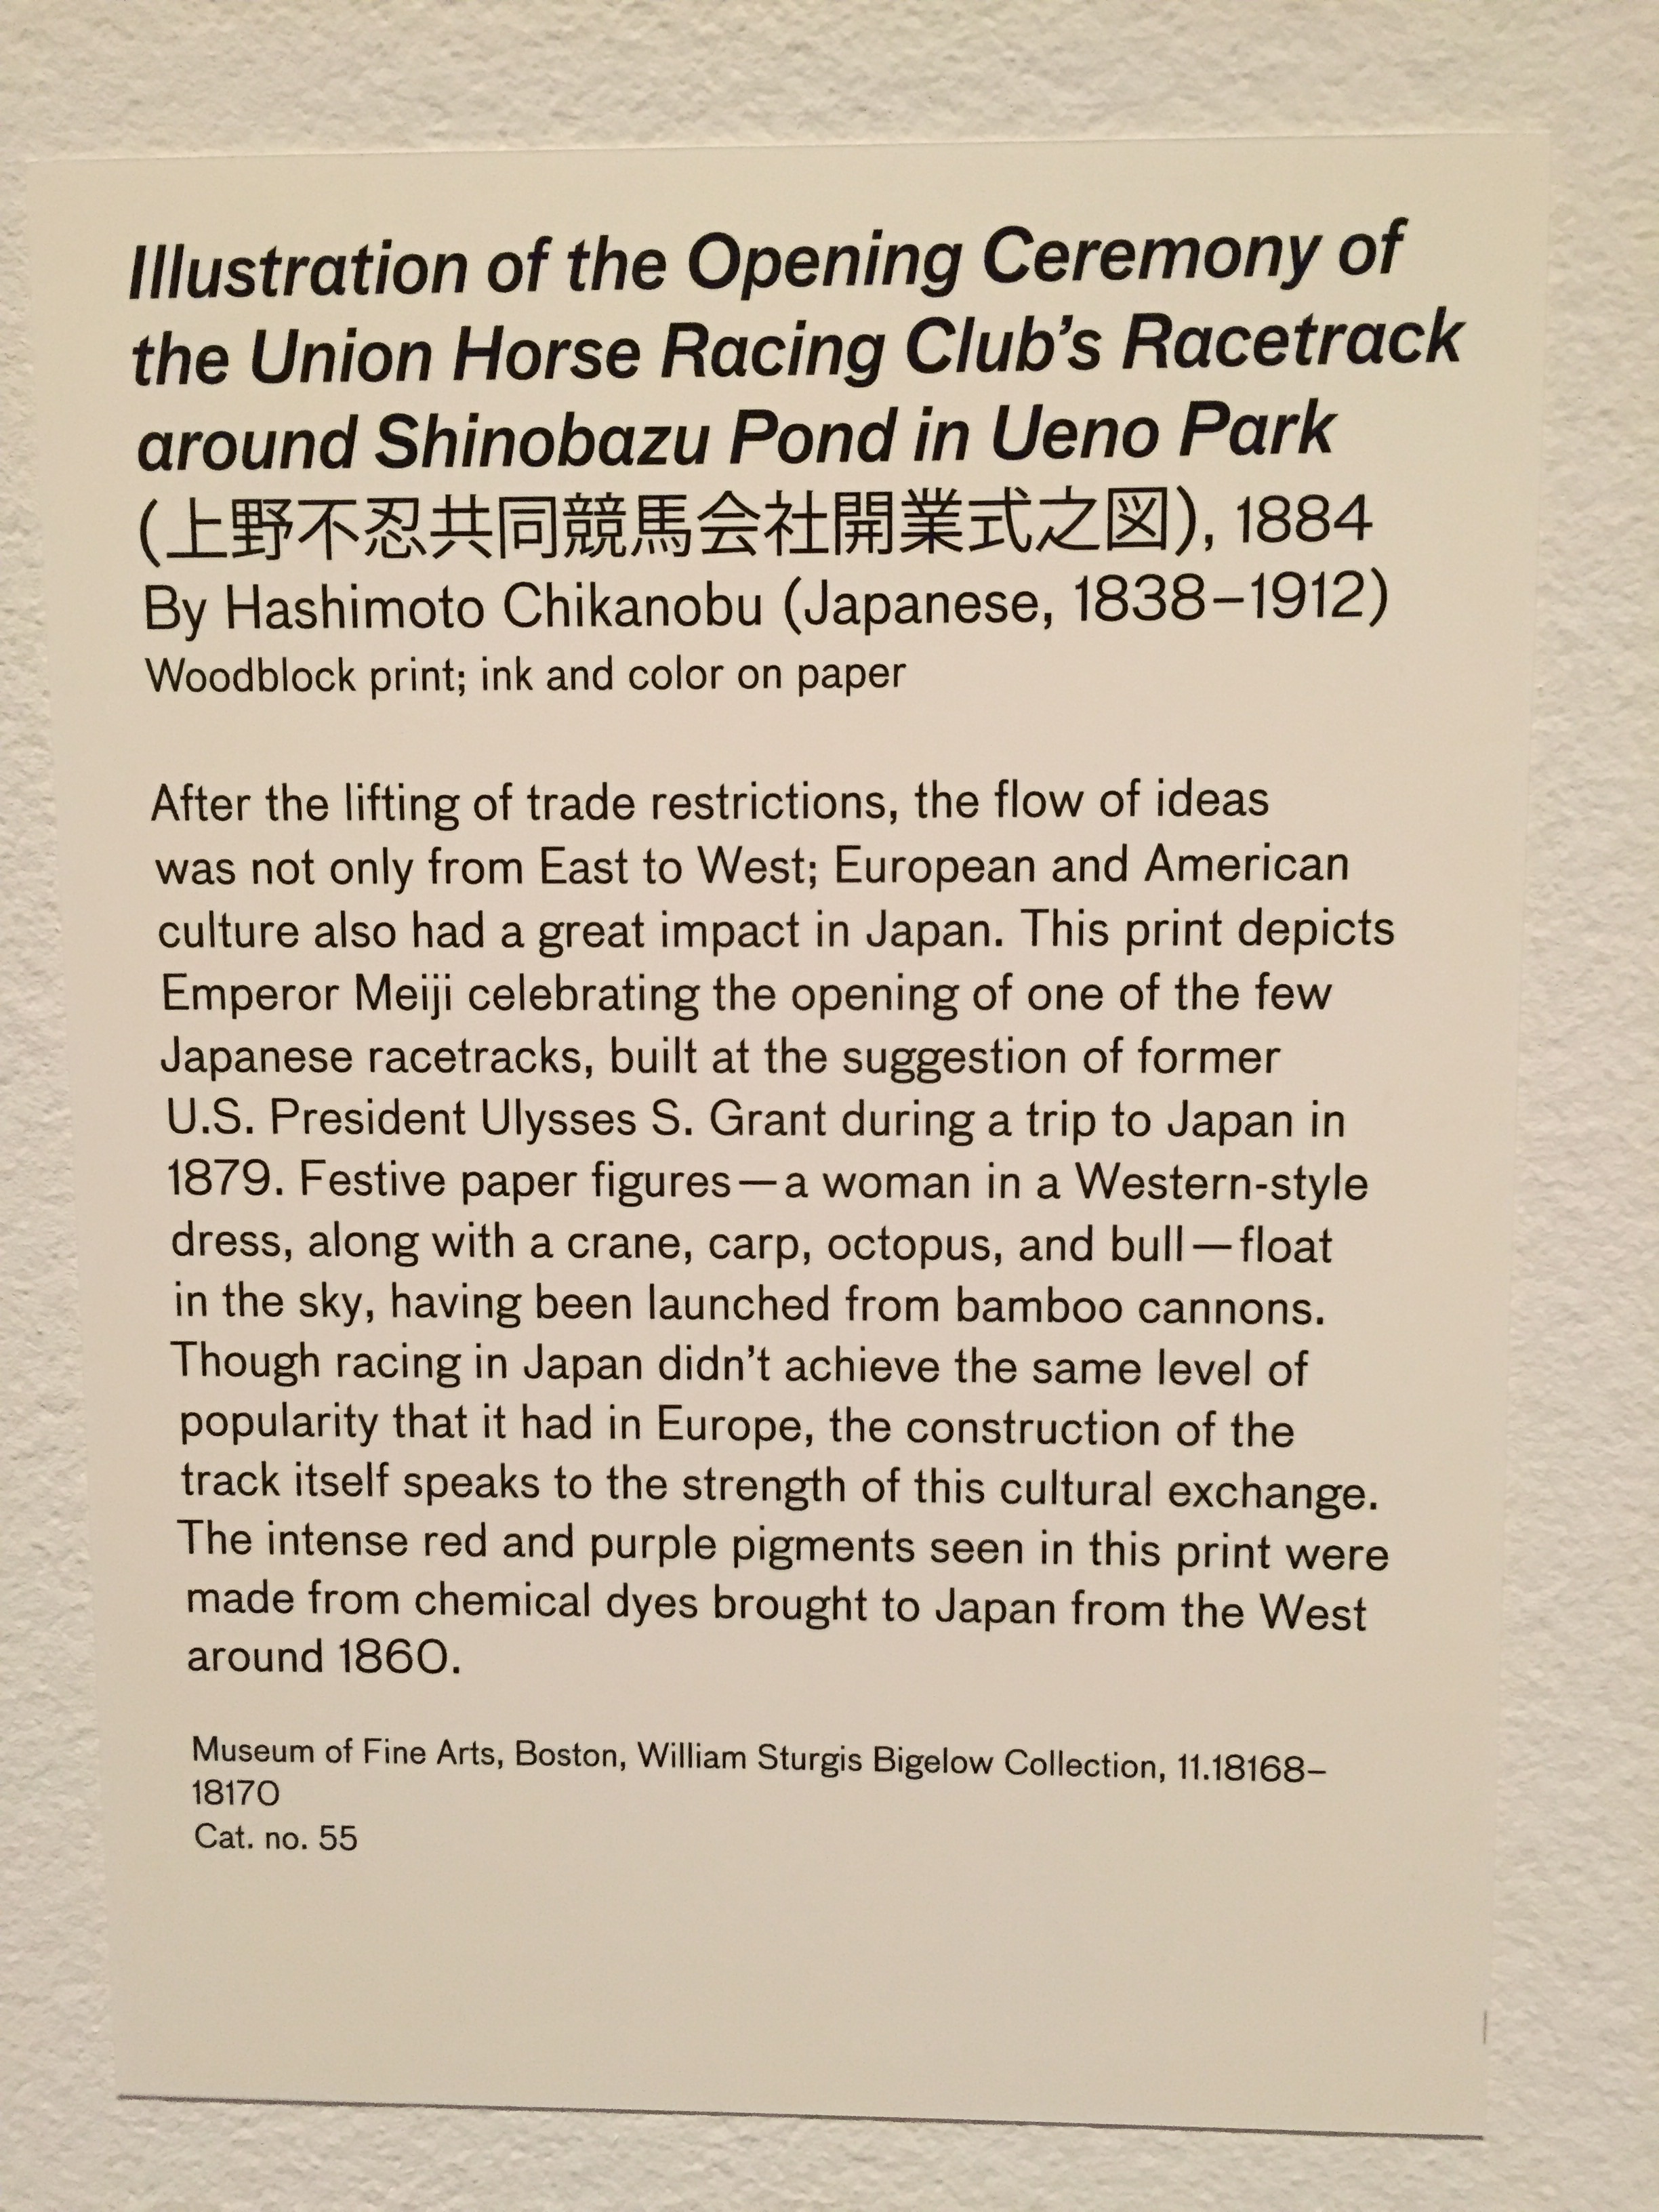 Illustration of the Opening Ceremony of
the Union Horse Racing Club’s Racetrack
around Shinobazu Pond in Ueno Park
(上野不忍共同競馬会社開業式之図), 1884
By Hashimoto Chikanobu (Japanese, 1838–1912)
Woodblock print; ink and color on paper
After the lifting of trade restrictions, the flow of ideas
was not only from East to West; European and American
culture also had a great impact in Japan. This print depicts
Emperor Meiji celebrating the opening of one of the few
Japanese racetracks, built at the suggestion of former
U.S. President Ulysses S. Grant during a trip to Japan in
1879. Festive paper figures—a woman in a Western-style
dress, along with a crane, carp, octopus, and bull—float
in the sky, having been launched from bamboo cannons.
Though racing in Japan didn’t achieve the same level of
popularity that it had in Europe, the construction of the
track itself speaks to the strength of this cultural exchange.
The intense red and purple pigments seen in this print were
made from chemical dyes brought to Japan from the West
around 1860.
Museum of Fine Arts, Boston, William Sturgis Bigelow Collection, 11.18168–
18170
Cat. no. 55